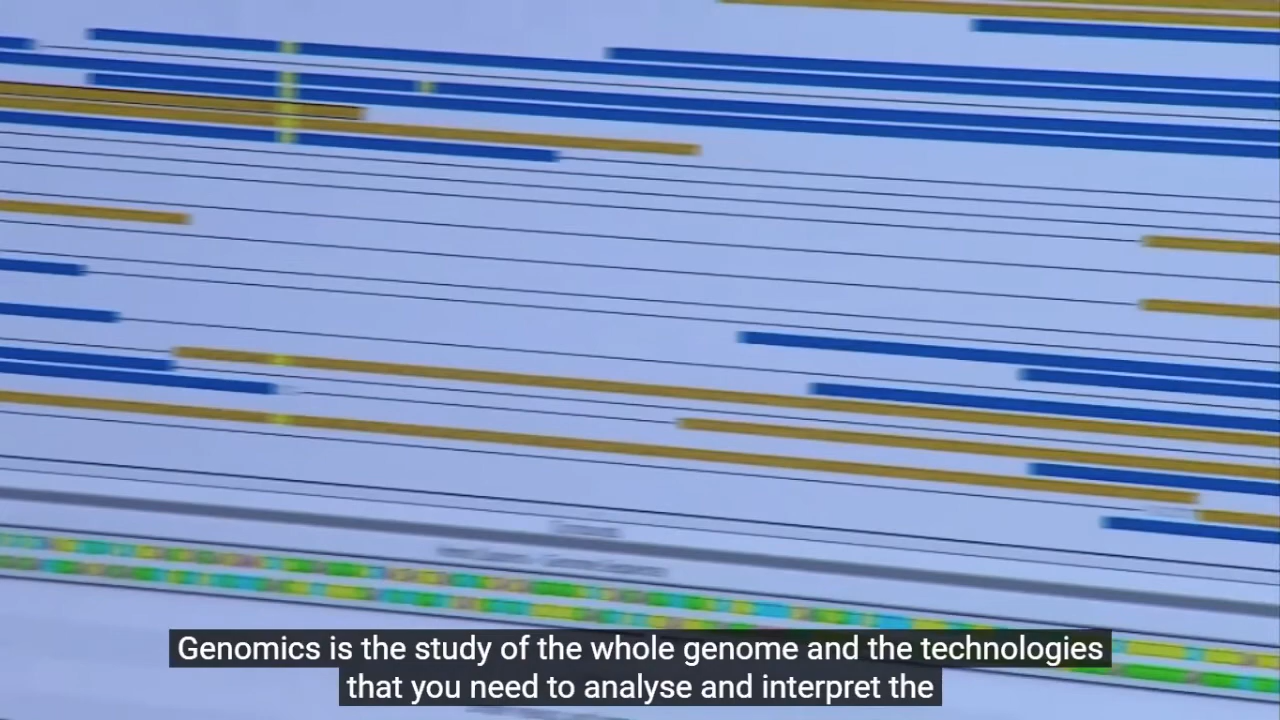 Genomics is the study of the whole genome and the technologies
that you need to analyse and interpret the